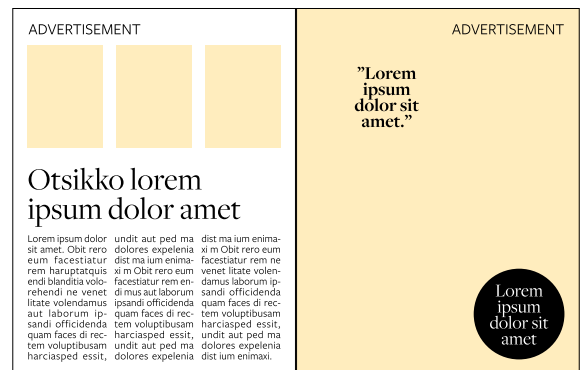 ADVERTISEMENT
Otsikko lorem
ipsum dolor amet
Lorem ipsum dolor
sit amet. Obit rero
eum facestiatur
rem haruptatquis
endi blanditia volo-
rehendi ne venet
litate volendamus
aut laborum ip-
sandi officidenda
quam faces di rec-
tem voluptibusam
harciasped essit,
undit aut ped ma
dolores expelenia
dist ma ium enima-
xi m Obit rero eum
facestiatur rem en-
di mus aut laborum
ipsandi officidenda
quam faces di rec-
tem voluptibusam
harciasped essit,
undit aut ped ma
dolores expelenia
dist ma ium enima-
xi m Obit rero eum
facestiatur rem ne
venet litate volen-
damus laborum ip-
sandi officidenda
quam faces di rec-
tem voluptibusam
harciasped essit,
undit aut ped ma
dolores expelenia
dist ium enimaxi.
ADVERTISEMENT
”Lorem
ipsum
dolor sit
amet.”
Lorem
ipsum
dolor sit
amet